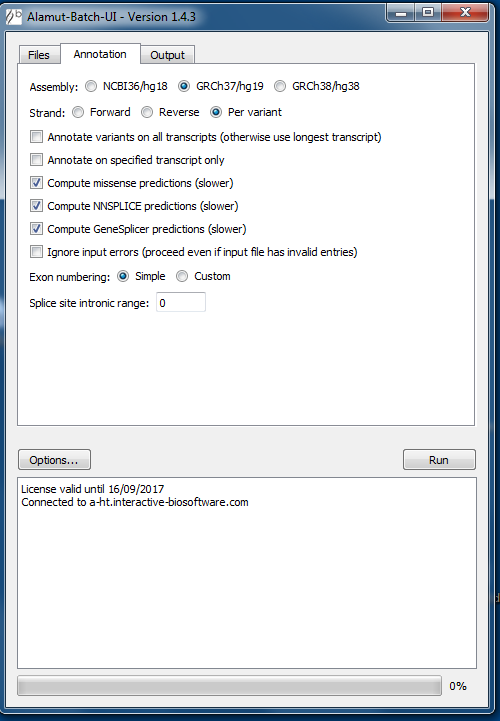 Alamut-Batch-UI - Version 1.4.3
Files Annotation Output
Assembly: NCBI36/hg18 GRCh37/hg19 GRCh38/hg38
Strand: Forward Reverse Per variant
Annotate variants on all transcripts (otherwise use longest transcript)
Annotate on specified transcript only
Compute missense predictions (slower)
Compute NNSPLICE predictions (slower)
Compute GeneSplicer predictions (slower)
Ignore input errors (proceed even if input file has invalid entries)
Exon numbering: Simple Custom
Splice site intronic range: 0
Options... Run
License valid until 16/09/2017
Connected to a-ht.interactive-biosoftware.com
0%